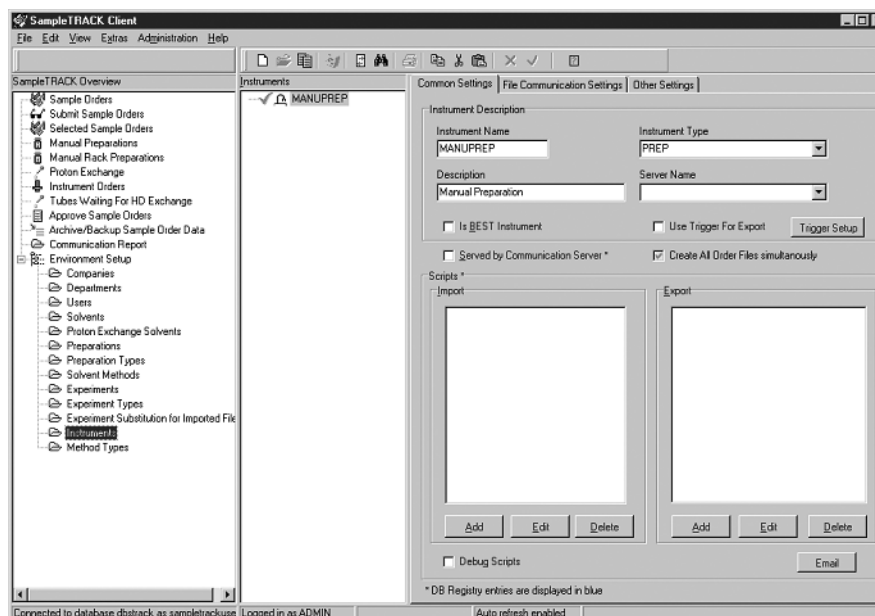 SampleTRACK Client
File Edit View Extras Administration Help
SampleTRACK Overview
Sample Orders
Submit Sample Orders
Selected Sample Orders
Manual Preparations
Manual Rack Preparations
Proton Exchange
Instrument Orders
Tubes Waiting For HD Exchange
Approve Sample Orders
Archive/Backup Sample Order Data
Communication Report
Environment Setup
Companies
Departments
Users
Solvents
Proton Exchange Solvents
Preparations
Preparation Types
Solvent Methods
Experiments
Experiment Types
Experiment Substitution for Imported File
Instruments
Method Types
Instruments
MANUPREP
Common Settings File Communication Settings Other Settings
Instrument Description
Instrument Name Instrument Type
MANUPREP PREP
Description Server Name
Manual Preparation
Is BEST Instrument Use Trigger For Export Trigger Setup
Served by Communication Server * Create All Order Files simultanously
Scripts *
Import Export
Add Edit Delete Add Edit Delete
Debug Scripts Email
* DB Registry entries are displayed in blue
Connected to database dbstrack as sampletrackuse Logged in as ADMIN Auto refresh enabled